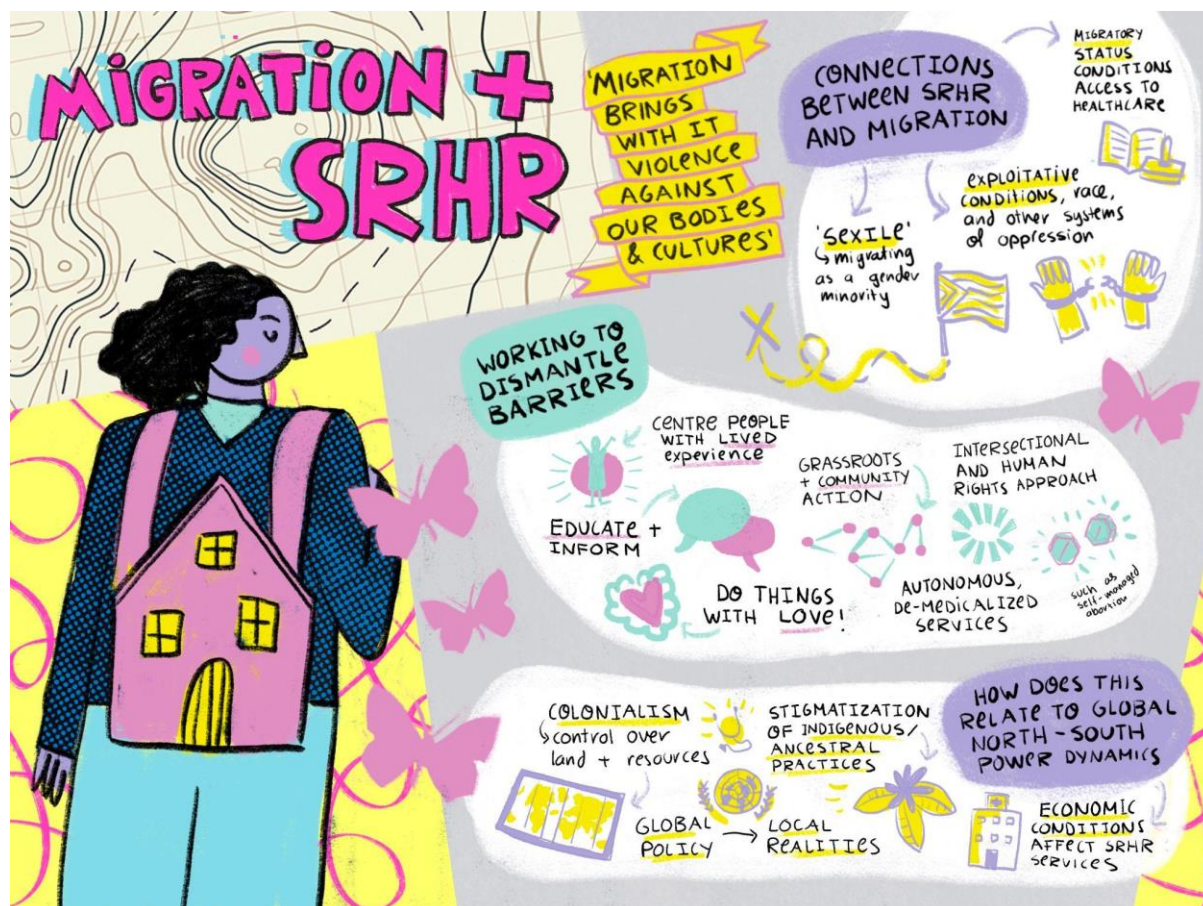 MIGRATION +
SRHR
'MIGRATION
BRINGS
WITH IT
VIOLENCE
AGAINST
OUR BODIES
& CULTURES'
CONNECTIONS
BETWEEN SRHR
AND MIGRATION
MIGRATORY
STATUS
CONDITIONS
ACCESS TO
HEALTHCARE
'SEXILE'
migrating
as a gender
minority
exploitative
conditions, race,
and other systems
of oppression
WORKING TO
DISMANTLE
BARRIERS
CENTRE PEOPLE
WITH LIVED
experience
EDUCATE +
INFORM
GRASSROOTS
+ COMMUNITY
ACTION
INTERSECTIONAL
AND HUMAN
RIGHTS APPROACH
DO THINGS
WITH LOVE!
AUTONOMOUS,
DE-MEDICALIZED
SERVICES
such as
self-managed
abortion
HOW DOES THIS
RELATE TO GLOBAL
NORTH-SOUTH
POWER DYNAMICS
COLONIALISM
control over
land + resources
STIGMATIZATION
OF INDIGENOUS/
ANCESTRAL
PRACTICES
GLOBAL
POLICY
LOCAL
REALITIES
ECONOMIC
CONDITIONS
AFFECT SRHR
SERVICES